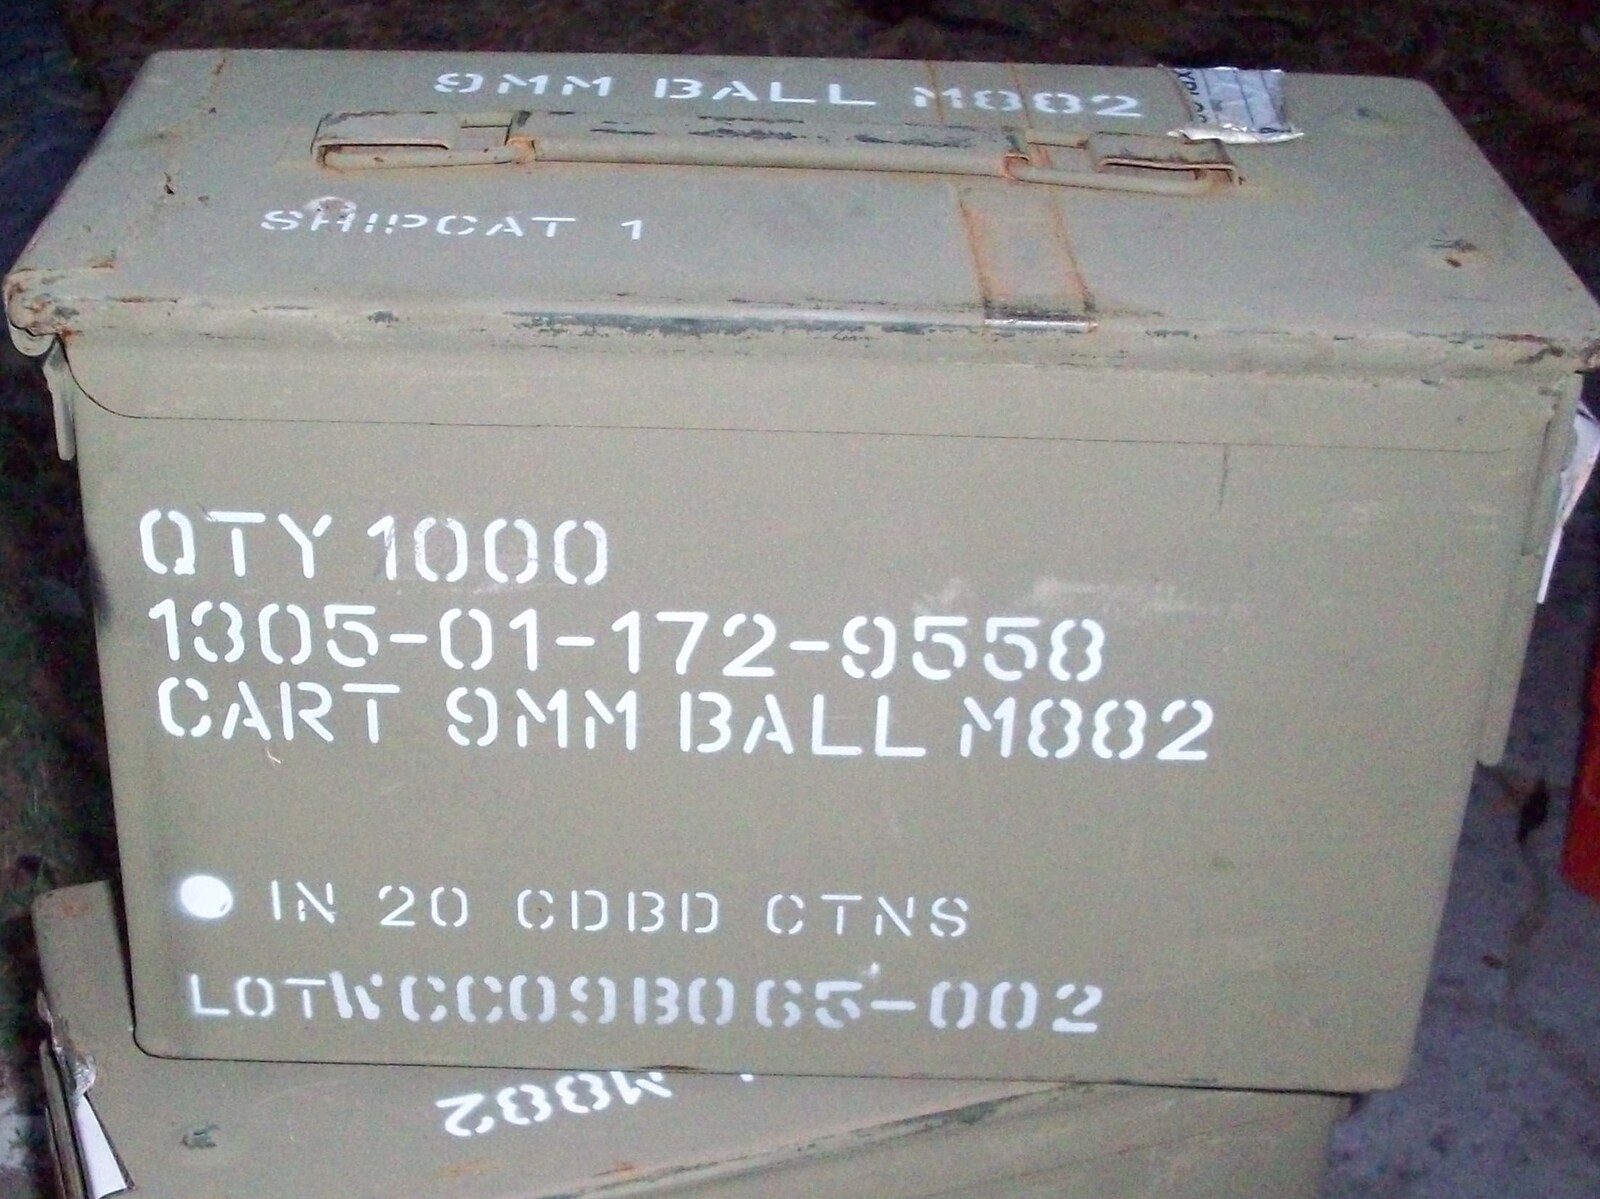 9MM BALL M882
SHIPCAT 1
QTY 1000
1305-01-172-9558
CART 9MM BALL M882
IN 20 CDBD CTNS
LOTWCC09B065-002
M882